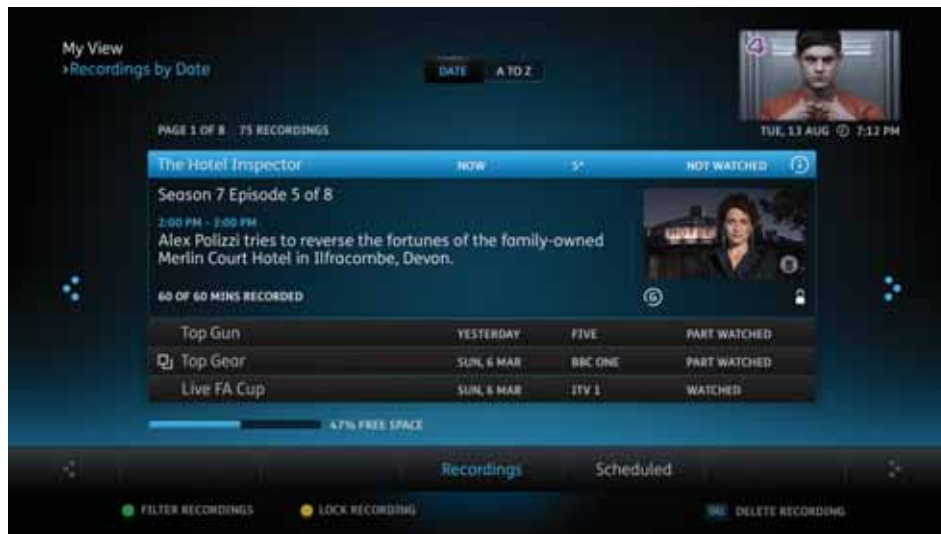 My View
›Recordings by Date
DATE A TO Z
4
PAGE 1 OF 8 75 RECORDINGS
TUE, 13 AUG 7:12 PM
The Hotel Inspector NOW 5* NOT WATCHED i
Season 7 Episode 5 of 8
2:00 PM - 3:00 PM
Alex Polizzi tries to reverse the fortunes of the family-owned
Merlin Court Hotel in Ilfracombe, Devon.
60 OF 60 MINS RECORDED
G
Top Gun YESTERDAY FIVE PART WATCHED
Top Gear SUN, 6 MAR BBC ONE PART WATCHED
Live FA Cup SUN, 6 MAR ITV 1 WATCHED
47% FREE SPACE
Recordings Scheduled
FILTER RECORDINGS LOCK RECORDING DELETE RECORDING